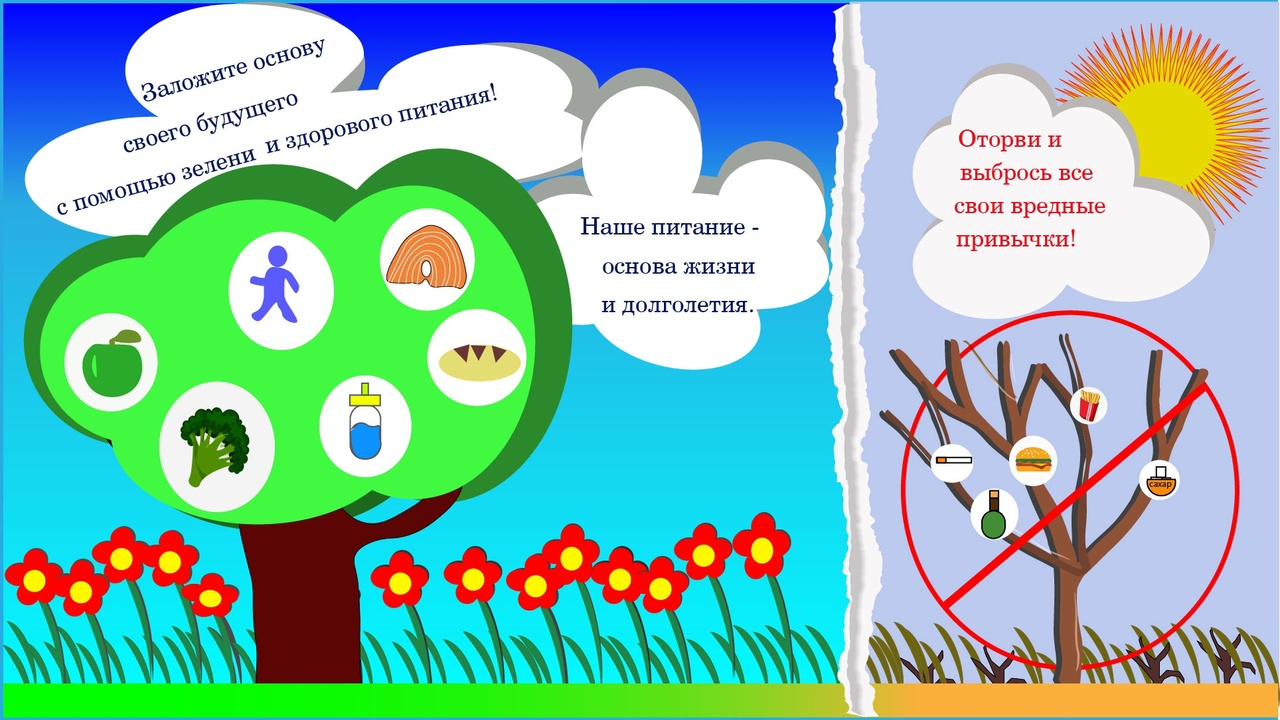 Заложите основу
своего будущего
с помощью зелени и здорового питания!
Наше питание -
основа жизни
и долголетия.
Оторви и
выбрось все
свои вредные
привычки!
сахар